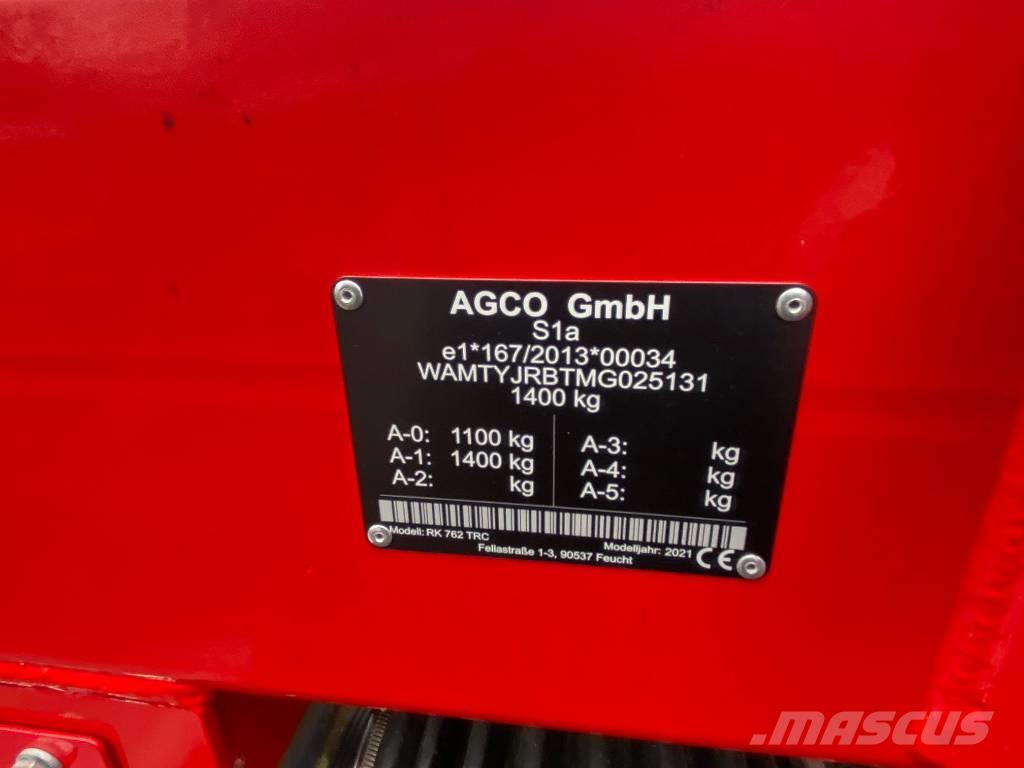 AGCO GmbH
S1a
e1*167/2013*00034
WAMTYJRBTMG025131
1400 kg
A-0: 1100 kg
A-1: 1400 kg
A-2: kg
A-3: kg
A-4: kg
A-5: kg
Modell: RK 762 TRC
Modelljahr: 2021
Fellastraße 1-3, 90537 Feucht
CE
MASCUS